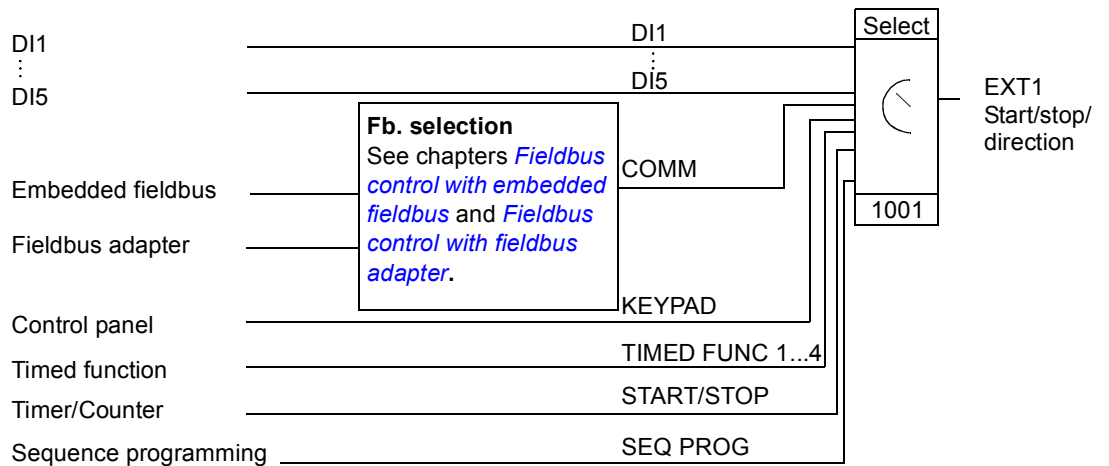 DI1
DI5
Embedded fieldbus
Fieldbus adapter
Control panel
Timed function
Timer/Counter
Sequence programming
Fb. selection
See chapters Fieldbus
control with embedded
fieldbus and Fieldbus
control with fieldbus
adapter.
DI1
DI5
COMM
KEYPAD
TIMED FUNC 1...4
START/STOP
SEQ PROG
Select
1001
EXT1
Start/stop/
direction